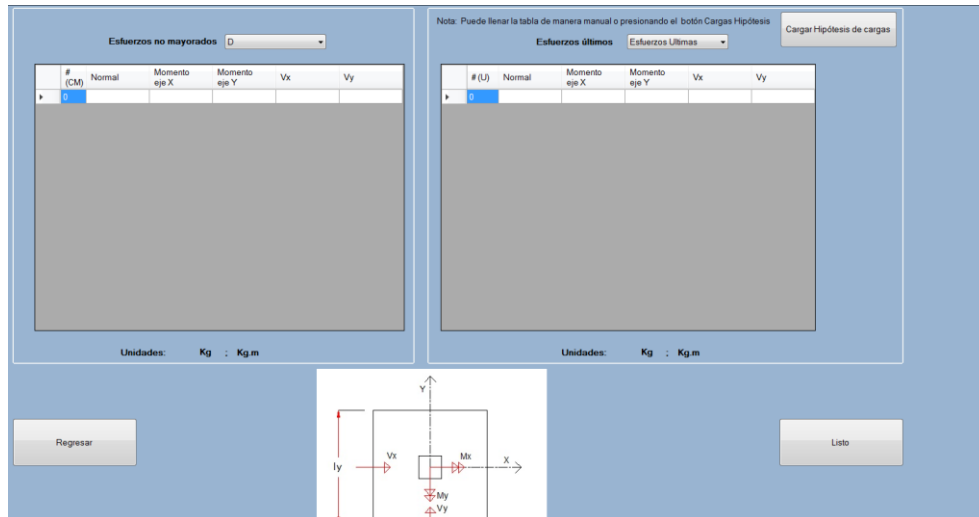 Nota: Puede llenar la tabla de manera manual o presionando el botón Cargas Hipótesis
Cargar Hipótesis de cargas
Esfuerzos no mayorados D
Esfuerzos últimos Esfuerzos Ultimas
# (CM) Normal Momento eje X Momento eje Y Vx Vy
0
# (U) Normal Momento eje X Momento eje Y Vx Vy
0
Unidades: Kg ; Kg.m
Unidades: Kg ; Kg.m
Regresar
Listo
Y
Vx
Mx
X
ly
My
Vy